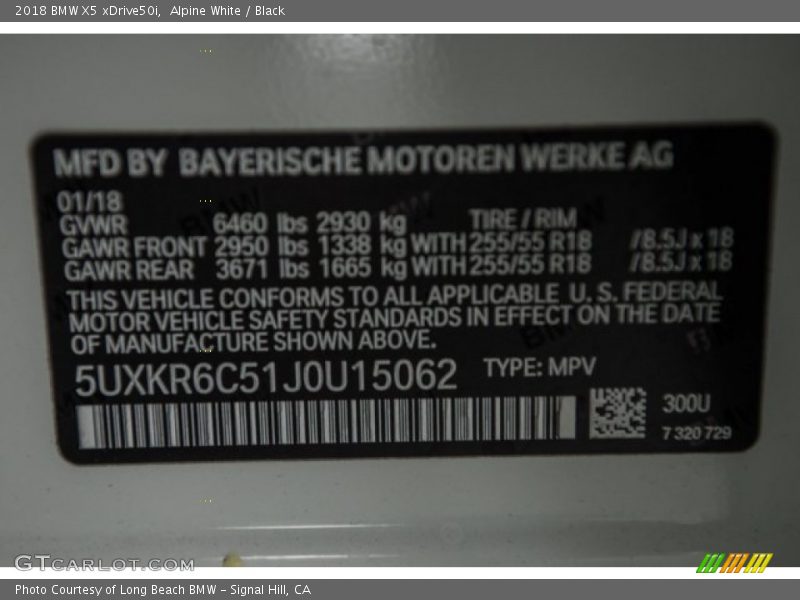 2018 BMW X5 xDrive50i, Alpine White / Black
MFD BY BAYERISCHE MOTOREN WERKE AG
01/18
GVWR 6460 lbs 2930 kg TIRE / RIM
GAWR FRONT 2950 lbs 1338 kg WITH 255/55 R18 /8.5J x 18
GAWR REAR 3671 lbs 1665 kg WITH 255/55 R18 /8.5J x 18
THIS VEHICLE CONFORMS TO ALL APPLICABLE U. S. FEDERAL
MOTOR VEHICLE SAFETY STANDARDS IN EFFECT ON THE DATE
OF MANUFACTURE SHOWN ABOVE.
5UXKR6C51J0U15062 TYPE: MPV
300U
7 320 729
GTCARLOT.COM
Photo Courtesy of Long Beach BMW - Signal Hill, CA